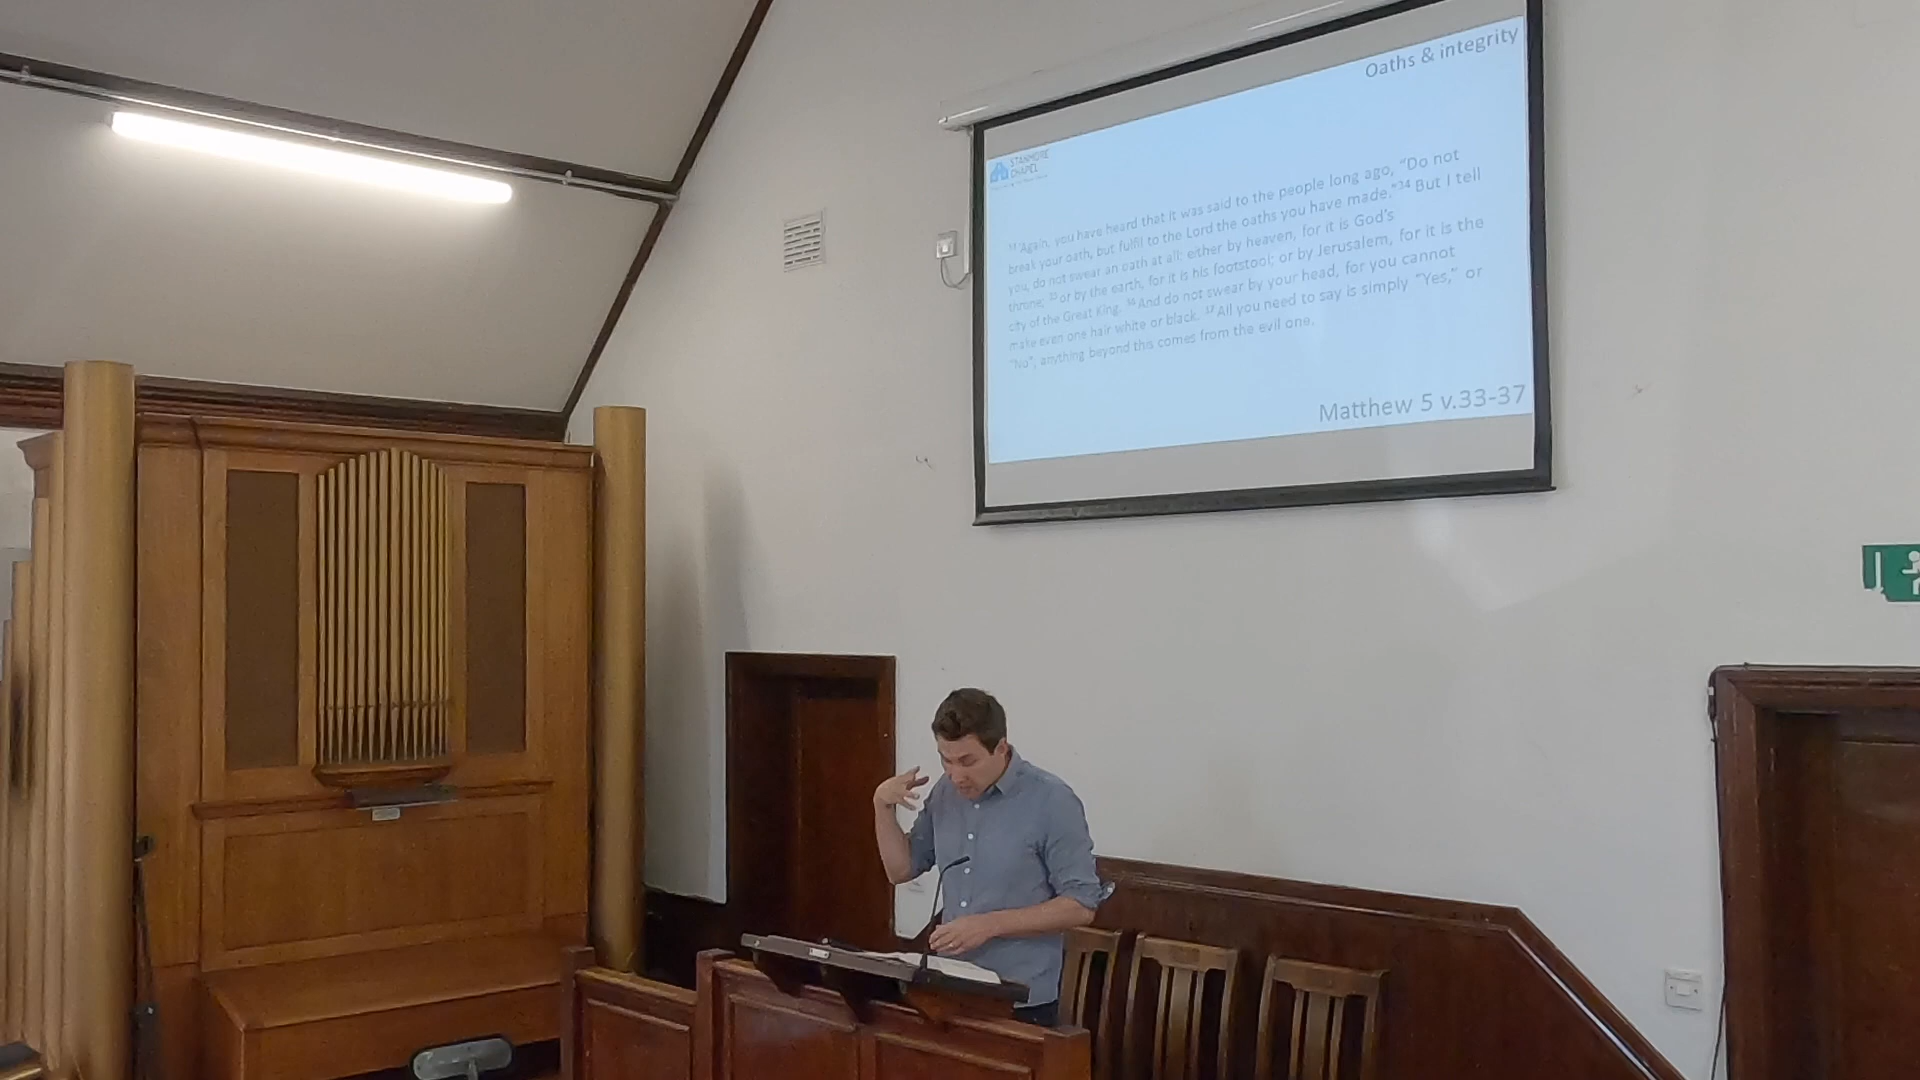 Oaths & integrity
STANMORE
CHAPEL
³³ “Again, you have heard that it was said to the people long ago, “Do not
break your oath, but fulfil to the Lord the oaths you have made.”³⁴ But I tell
you, do not swear an oath at all: either by heaven, for it is God’s
throne; ³⁵ or by the earth, for it is his footstool; or by Jerusalem, for it is the
city of the Great King. ³⁶ And do not swear by your head, for you cannot
make even one hair white or black. ³⁷ All you need to say is simply “Yes,” or
“No”, anything beyond this comes from the evil one.
Matthew 5 v.33-37